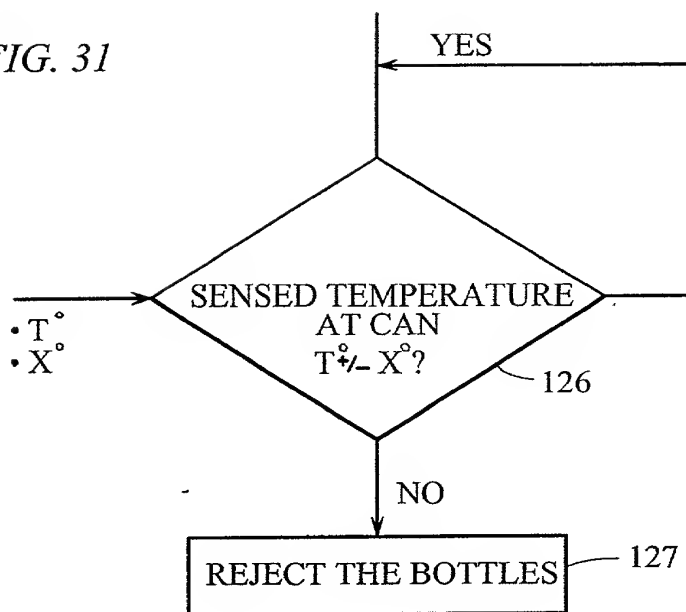 FIG. 31
YES
SENSED TEMPERATURE
AT CAN
T°+/- X°?
• T°
• X°
126
NO
REJECT THE BOTTLES
127